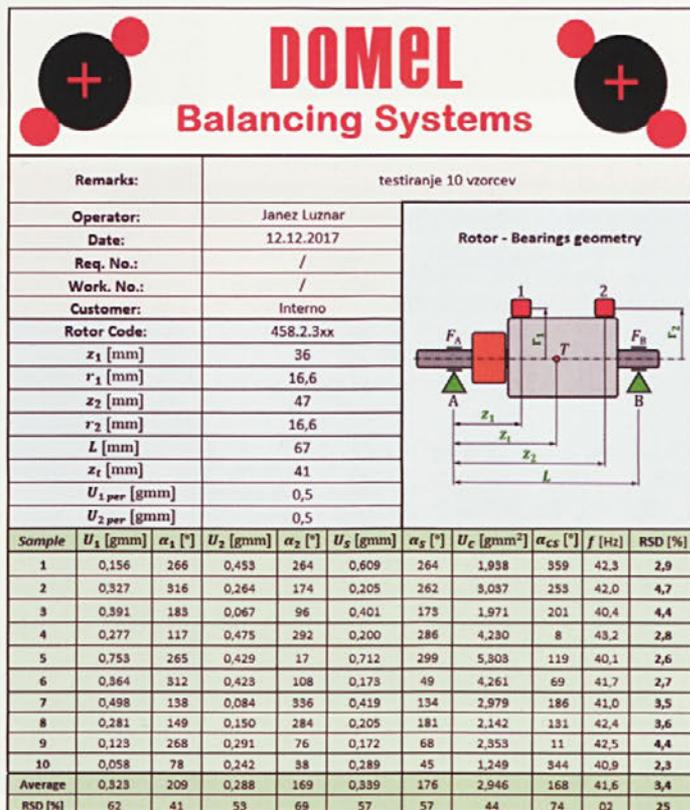 DOMEL
Balancing Systems
Remarks: testiranje 10 vzorcev
Operator: Janez Luznar
Date: 12.12.2017
Req. No.: /
Work. No.: /
Customer: Interno
Rotor Code: 458.2.3xx
z₁ [mm] 36
r₁ [mm] 16,6
z₂ [mm] 47
r₂ [mm] 16,6
L [mm] 67
zₜ [mm] 41
U₁ per [gmm] 0,5
U₂ per [gmm] 0,5
Rotor - Bearings geometry
1 2
r₁ r₂
F_A T F_B
A B
z₁
zₜ
z₂
L
Sample U₁ [gmm] α₁ [°] U₂ [gmm] α₂ [°] U_S [gmm] α_S [°] U_C [gmm²] α_CS [°] f [Hz] RSD [%]
1 0,156 266 0,453 264 0,609 264 1,938 359 42,3 2,9
2 0,327 316 0,264 174 0,205 262 3,037 253 42,0 4,7
3 0,391 183 0,067 96 0,401 173 1,971 201 40,4 4,4
4 0,277 117 0,475 292 0,200 286 4,230 8 43,2 2,8
5 0,753 265 0,429 17 0,712 299 5,303 119 40,1 2,6
6 0,364 312 0,423 108 0,173 49 4,261 69 41,7 2,7
7 0,498 138 0,084 336 0,419 134 2,979 186 41,0 3,5
8 0,281 149 0,150 284 0,205 181 2,142 131 42,4 3,6
9 0,123 268 0,291 76 0,172 68 2,353 11 42,5 4,4
10 0,058 78 0,242 38 0,289 45 1,249 344 40,9 2,3
Average 0,323 209 0,288 169 0,339 176 2,946 168 41,6 3,4
RSD [%] 62 41 53 69 57 57 44 74 02 25